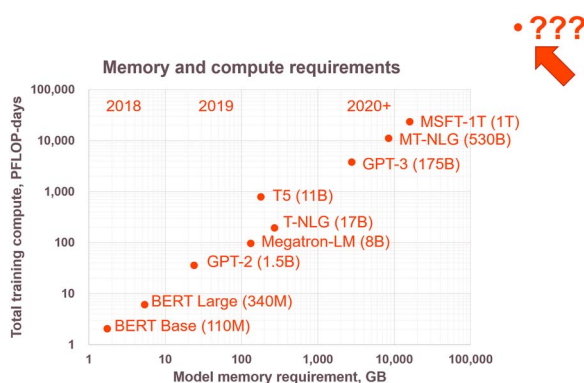 • ???
Memory and compute requirements
Total training compute, PFLOP-days
100,000
10,000
1,000
100
10
1
2018
2019
2020+
MSFT-1T (1T)
MT-NLG (530B)
GPT-3 (175B)
T5 (11B)
T-NLG (17B)
Megatron-LM (8B)
GPT-2 (1.5B)
BERT Large (340M)
BERT Base (110M)
1
10
100
1,000
10,000
100,000
Model memory requirement, GB